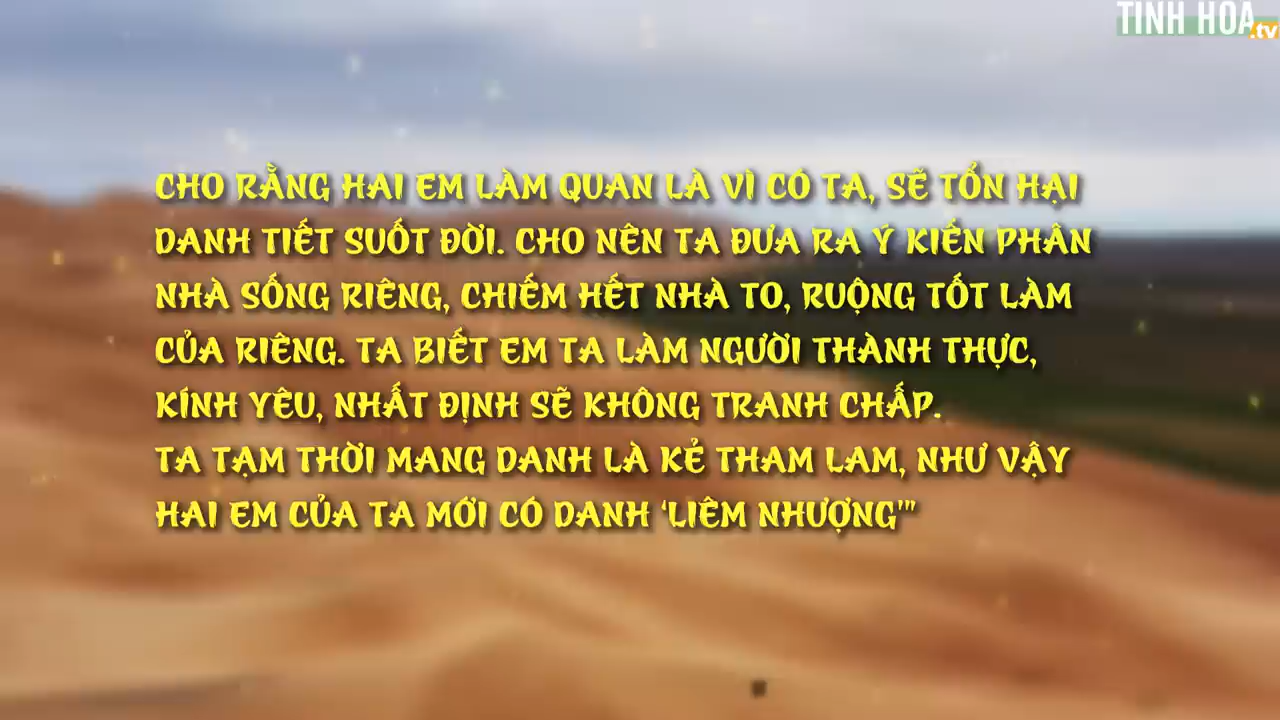 TINH HOA
.tv
CHO RẰNG HAI EM LÀM QUAN LÀ VÌ CÓ TA, SẼ TỔN HẠI
DANH TIẾT SUỐT ĐỜI. CHO NÊN TA ĐƯA RA Ý KIẾN PHÂN
NHÀ SỐNG RIÊNG, CHIẾM HẾT NHÀ TO, RUỘNG TỐT LÀM
CỦA RIÊNG. TA BIẾT EM TA LÀM NGƯỜI THÀNH THỰC,
KÍNH YÊU, NHẤT ĐỊNH SẼ KHÔNG TRANH CHẤP.
TA TẠM THỜI MANG DANH LÀ KẺ THAM LAM, NHƯ VẬY
HAI EM CỦA TA MỚI CÓ DANH 'LIÊM NHƯỢNG'"